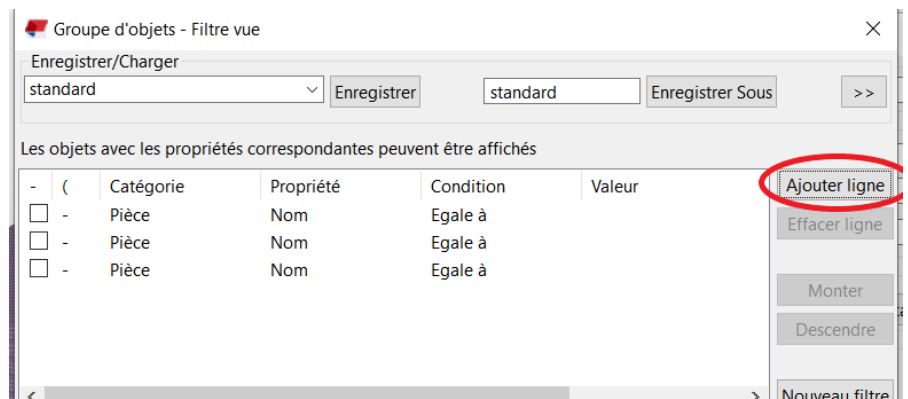 Groupe d'objets - Filtre vue
Enregistrer/Charger
standard Enregistrer standard Enregistrer Sous >>
Les objets avec les propriétés correspondantes peuvent être affichés
- ( Catégorie Propriété Condition Valeur Ajouter ligne
- Pièce Nom Egale à Effacer ligne
- Pièce Nom Egale à
- Pièce Nom Egale à
Monter
Descendre
Nouveau filtre